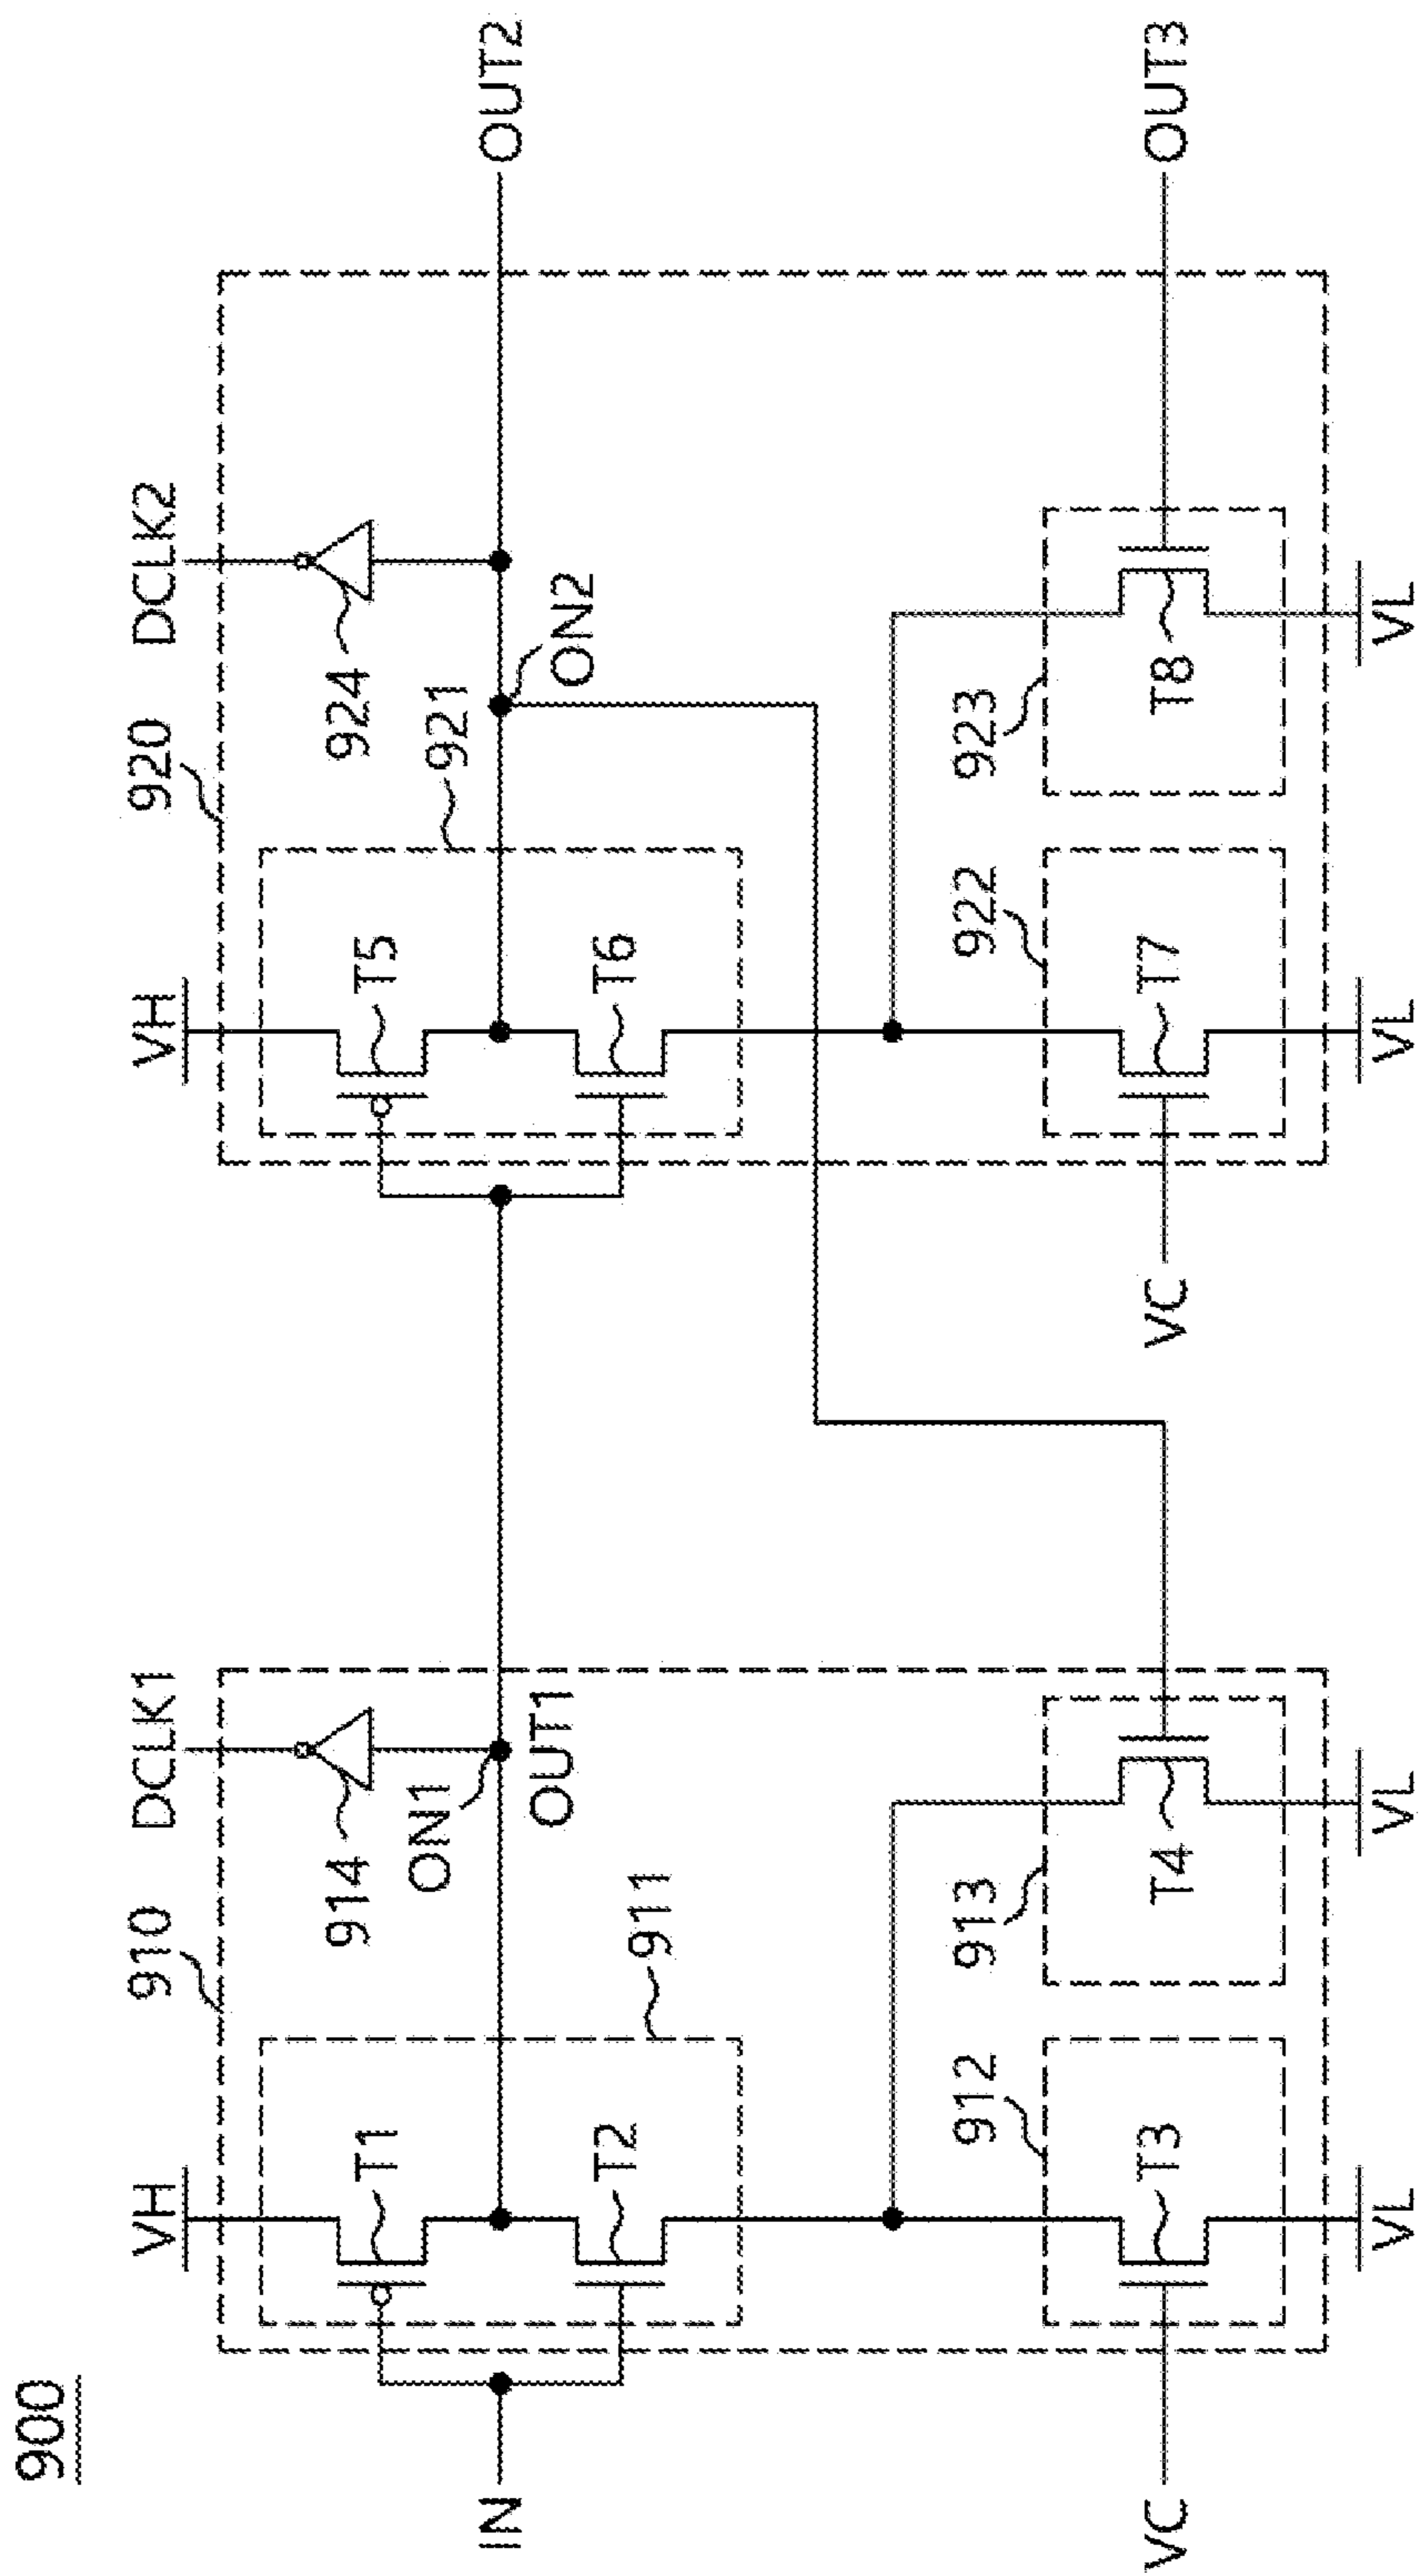 900
910
920
VH
DCLK1
VH
DCLK2
T1
914
T5
924
ON1
921
IN
OUT1
OUT2
T2
911
T6
ON2
912
913
922
923
VC
T3
T4
VC
T7
T8
OUT3
VL
VL
VL
VL